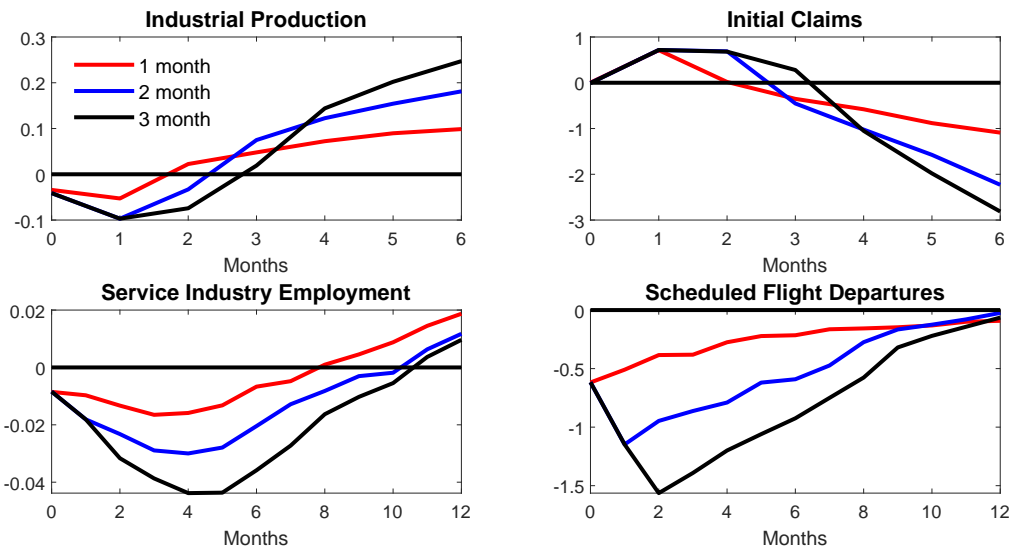 Industrial Production
0.3
0.2
0.1
0
-0.1
1 month
2 month
3 month
0 1 2 3 4 5 6
Months
Initial Claims
1
0
-1
-2
-3
0 1 2 3 4 5 6
Months
Service Industry Employment
0.02
0
-0.02
-0.04
0 2 4 6 8 10 12
Months
Scheduled Flight Departures
0
-0.5
-1
-1.5
0 2 4 6 8 10 12
Months